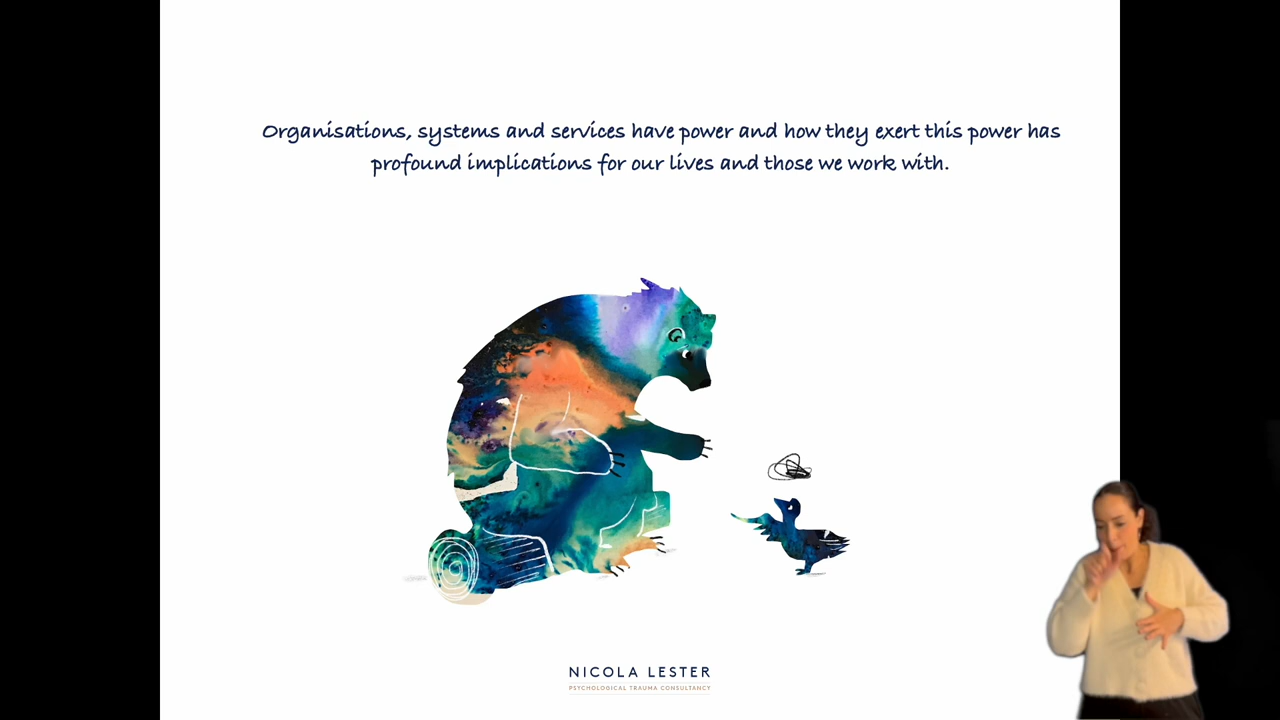 Organisations, systems and services have power and how they exert this power has
profound implications for our lives and those we work with.
NICOLA LESTER
PSYCHOLOGICAL TRAUMA CONSULTANCY